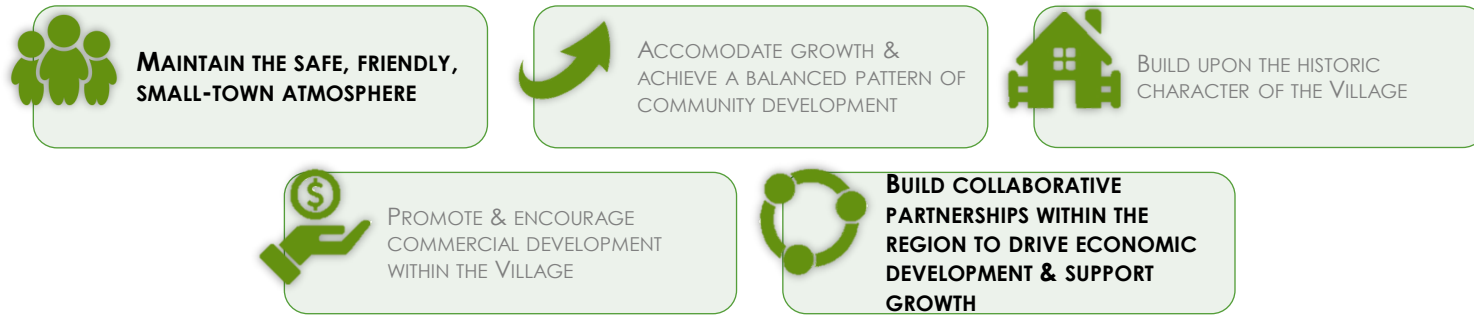 MAINTAIN THE SAFE, FRIENDLY,
SMALL-TOWN ATMOSPHERE
ACCOMODATE GROWTH &
ACHIEVE A BALANCED PATTERN OF
COMMUNITY DEVELOPMENT
BUILD UPON THE HISTORIC
CHARACTER OF THE VILLAGE
$
PROMOTE & ENCOURAGE
COMMERCIAL DEVELOPMENT
WITHIN THE VILLAGE
BUILD COLLABORATIVE
PARTNERSHIPS WITHIN THE
REGION TO DRIVE ECONOMIC
DEVELOPMENT & SUPPORT
GROWTH